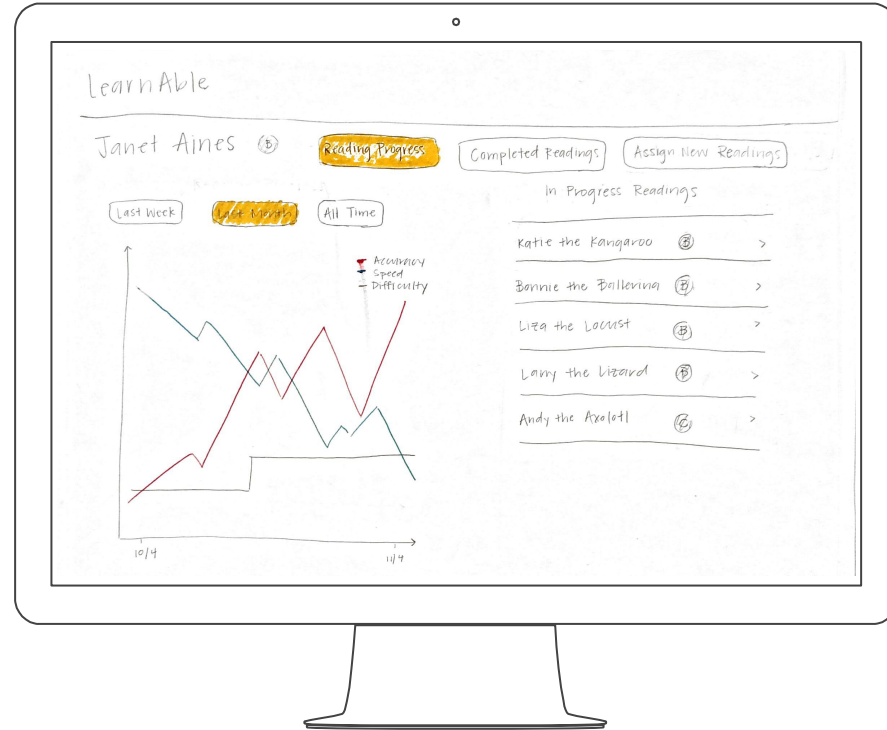 LearnAble
Janet Aines B
Reading Progress
Completed Readings
Assign New Readings
Last Week
Last Month
All Time
Accuracy
Speed
Difficulty
10/4
11/4
In Progress Readings
Katie the Kangaroo B >
Bonnie the Ballerina B >
Liza the Locust B >
Larry the Lizard B >
Andy the Axolotl C >